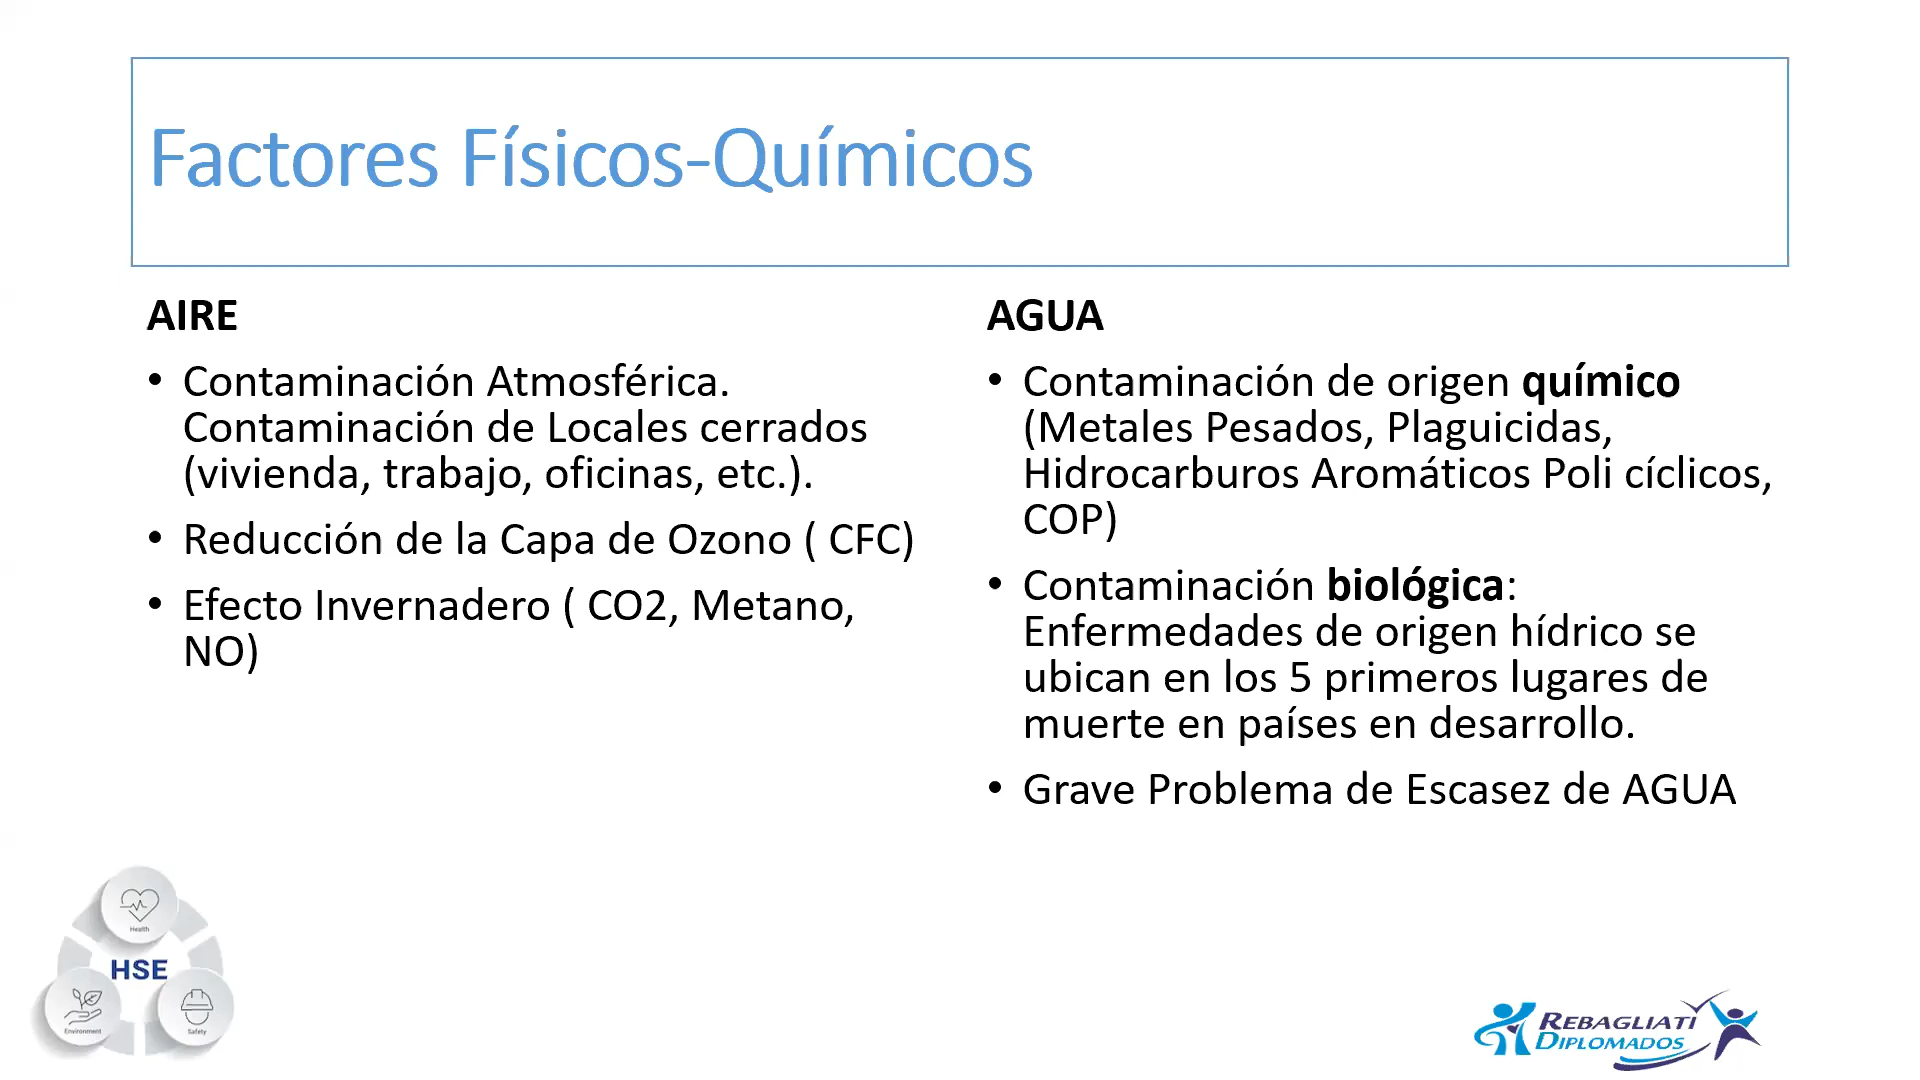 Factores Físicos-Químicos
AIRE
• Contaminación Atmosférica.
Contaminación de Locales cerrados
(vivienda, trabajo, oficinas, etc.).
• Reducción de la Capa de Ozono ( CFC)
• Efecto Invernadero ( CO2, Metano,
NO)
AGUA
• Contaminación de origen químico
(Metales Pesados, Plaguicidas,
Hidrocarburos Aromáticos Poli cíclicos,
COP)
• Contaminación biológica:
Enfermedades de origen hídrico se
ubican en los 5 primeros lugares de
muerte en países en desarrollo.
• Grave Problema de Escasez de AGUA
Health
HSE
Environment
Safety
REBAGLIATI
DIPLOMADOS